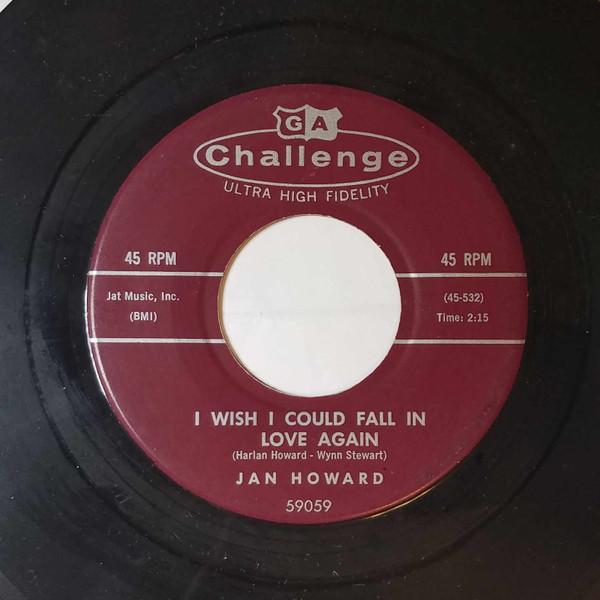 GA
Challenge
ULTRA HIGH FIDELITY
45 RPM
45 RPM
Jat Music, Inc.
(BMI)
(45-532)
Time: 2:15
I WISH I COULD FALL IN
LOVE AGAIN
(Harlan Howard - Wynn Stewart)
JAN HOWARD
59059